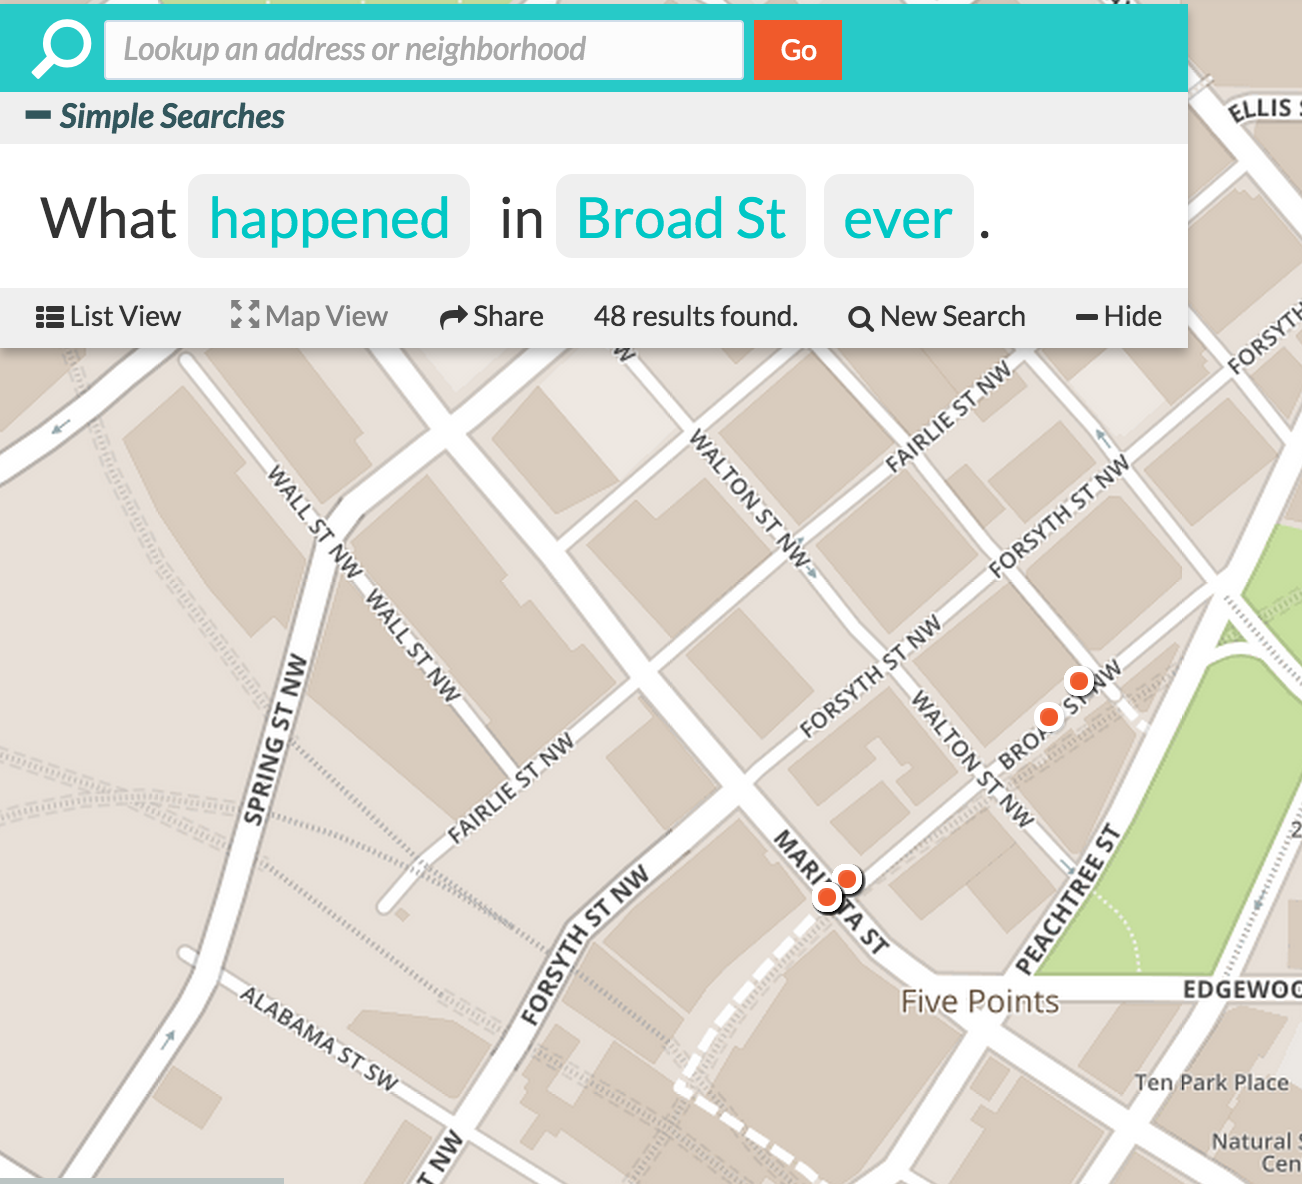 Lookup an address or neighborhood
Go
Simple Searches
What happened in Broad St ever .
List View Map View Share 48 results found. New Search Hide
ELLIS
FORSYTH
W
FAIRLIE ST NW
WALTON ST NW
WALL ST NW
FORSYTH ST NW
WALL ST NW
FORSYTH ST NW
SPRING ST NW
WALTON ST NW
BROAD ST NW
FAIRLIE ST NW
MARIETTA ST
PEACHTREE ST
FORSYTH ST NW
Five Points
EDGEWOO
ALABAMA ST SW
Ten Park Place
T NW
Natural S
Cen